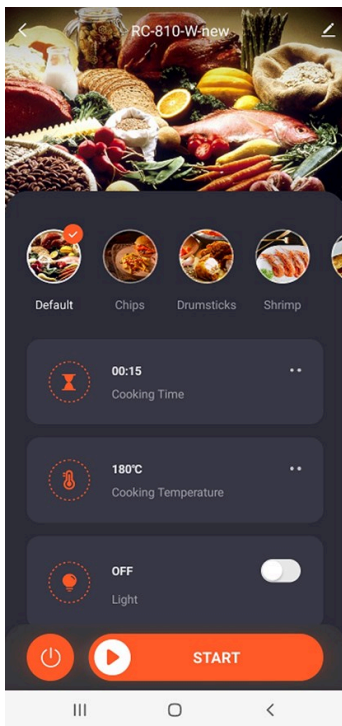 RC-810-W-new
Default
Chips
Drumsticks
Shrimp
00:15
Cooking Time
180℃
Cooking Temperature
OFF
Light
START